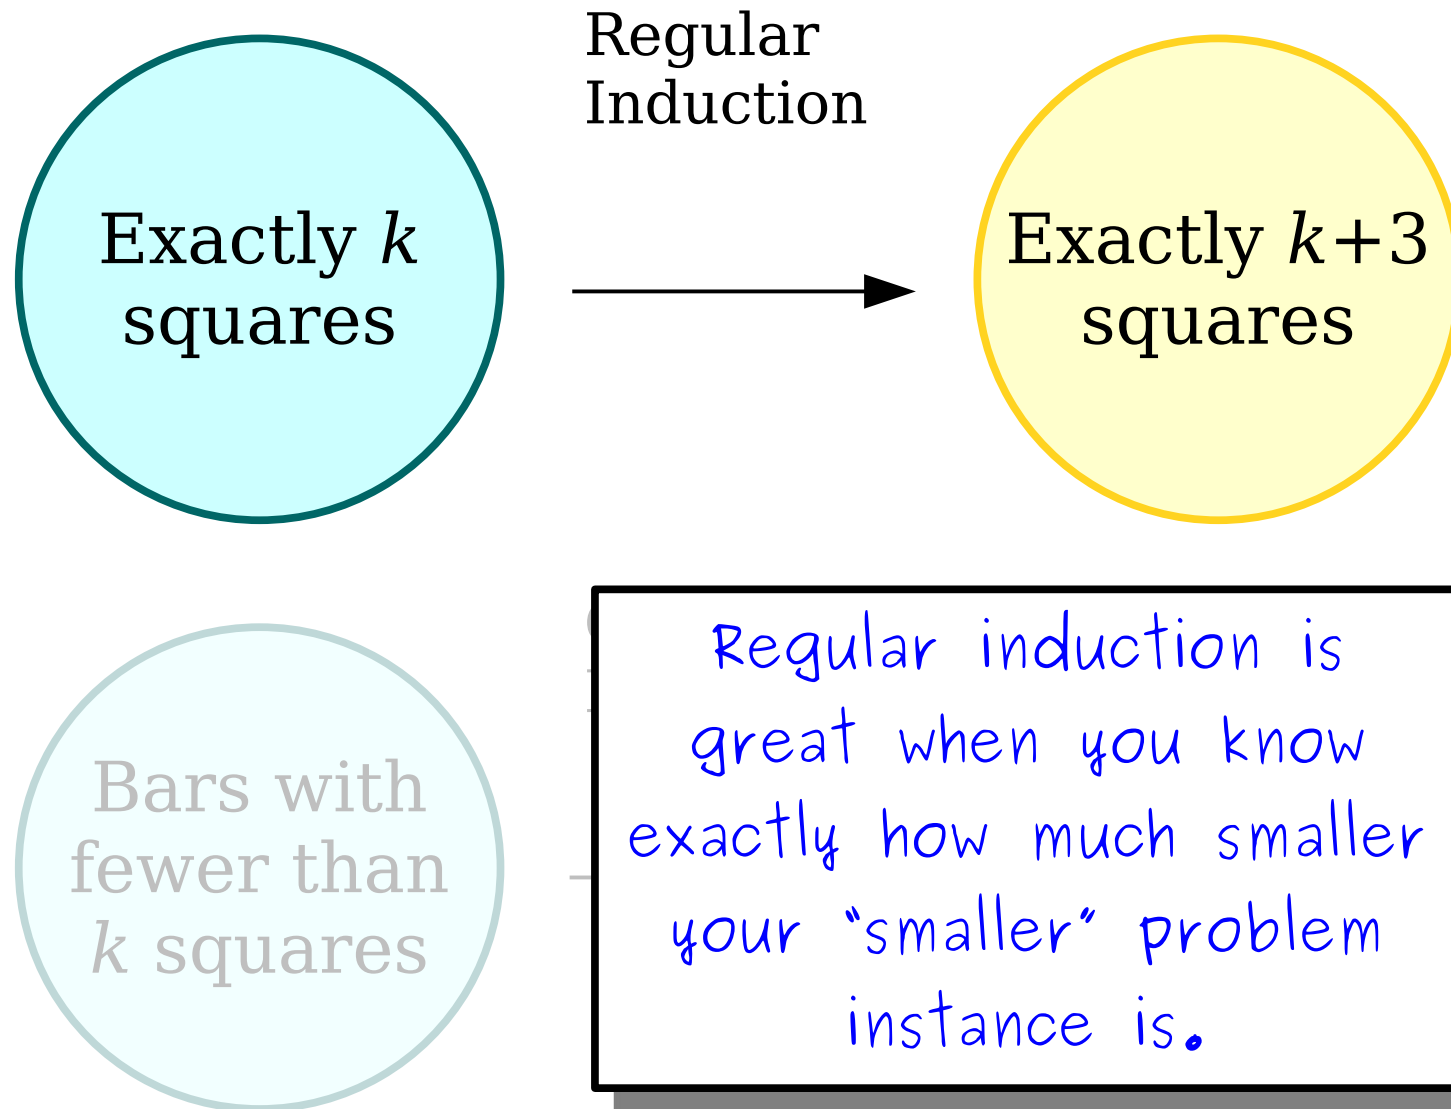 Regular
Induction
Exactly k
squares
Exactly k+3
squares
Bars with
fewer than
k squares
Regular induction is
great when you know
exactly how much smaller
your "smaller" problem
instance is.